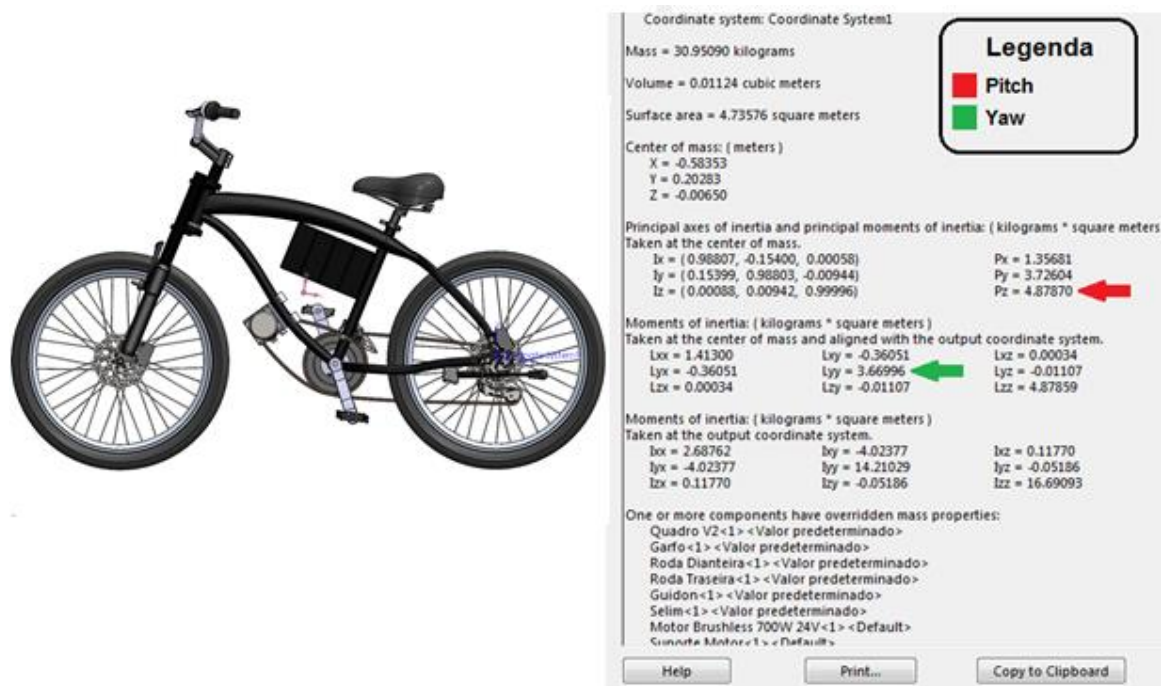 Coordinate system: Coordinate System1
Legenda
Pitch
Yaw
Mass = 30.95090 kilograms
Volume = 0.01124 cubic meters
Surface area = 4.73576 square meters
Center of mass: ( meters )
X = -0.58353
Y = 0.20283
Z = -0.00650
Principal axes of inertia and principal moments of inertia: ( kilograms * square meters
Taken at the center of mass.
Ix = ( 0.98807, -0.15400, 0.00058) Px = 1.35681
Iy = ( 0.15399, 0.98803, -0.00944) Py = 3.72604
Iz = ( 0.00088, 0.00942, 0.99996) Pz = 4.87870
Moments of inertia: ( kilograms * square meters )
Taken at the center of mass and aligned with the output coordinate system.
Lxx = 1.41300 Lxy = -0.36051 Lxz = 0.00034
Lyx = -0.36051 Lyy = 3.66996 Lyz = -0.01107
Lzx = 0.00034 Lzy = -0.01107 Lzz = 4.87859
Moments of inertia: ( kilograms * square meters )
Taken at the output coordinate system.
Ixx = 2.68762 Ixy = -4.02377 Ixz = 0.11770
Iyx = -4.02377 Iyy = 14.21029 Iyz = -0.05186
Izx = 0.11770 Izy = -0.05186 Izz = 16.69093
One or more components have overridden mass properties:
Quadro V2<1> <Valor predeterminado>
Garfo<1> <Valor predeterminado>
Roda Dianteira<1> <Valor predeterminado>
Roda Traseira<1> <Valor predeterminado>
Guidon<1> <Valor predeterminado>
Selim<1> <Valor predeterminado>
Motor Brushless 700W 24V<1> <Default>
Suporte Motor<1> <Default>
Help Print... Copy to Clipboard